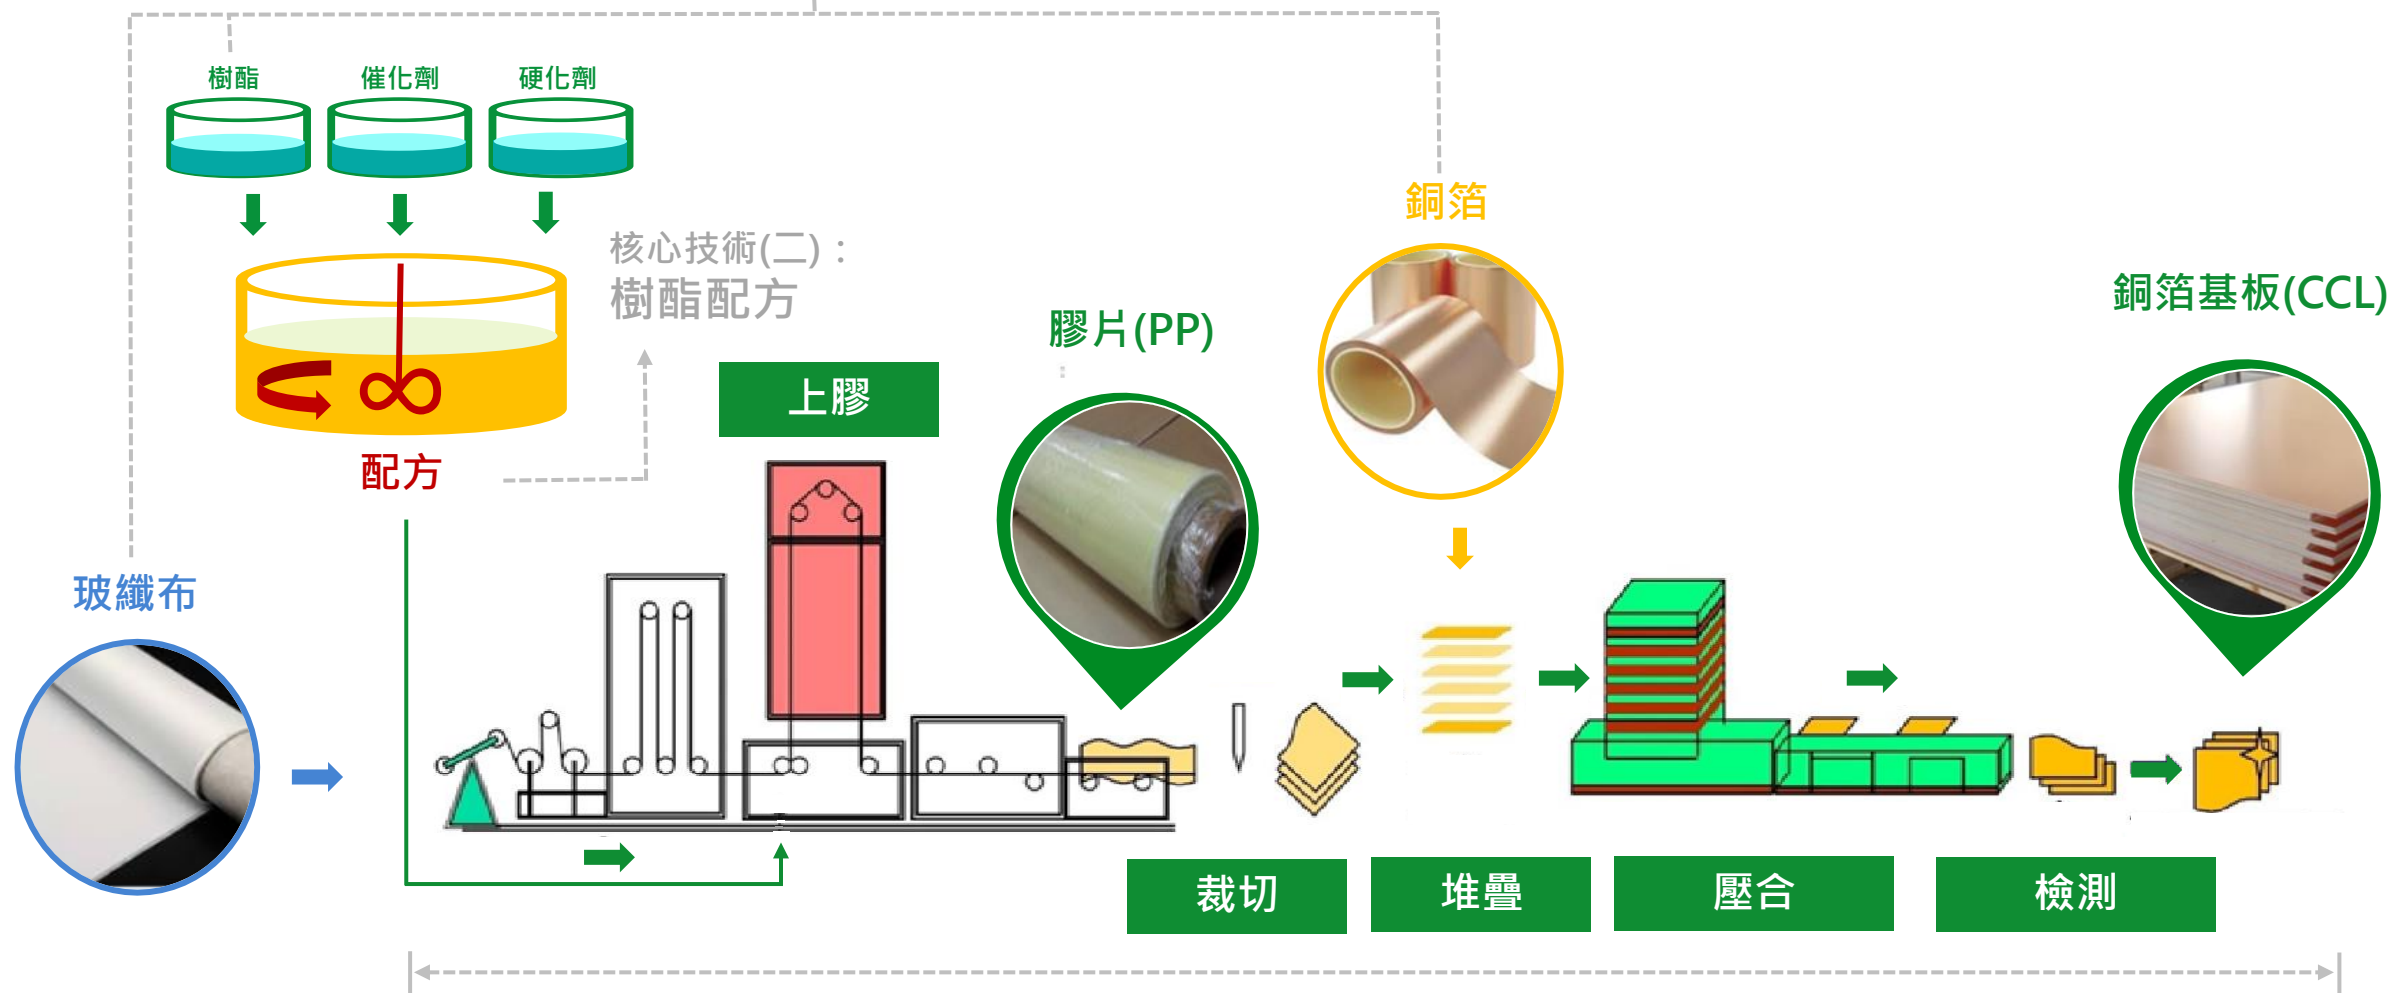 樹酯
催化劑
硬化劑
核心技術(二)：
樹酯配方
配方
玻纖布
上膠
膠片(PP)
銅箔
銅箔基板(CCL)
裁切
堆疊
壓合
檢測